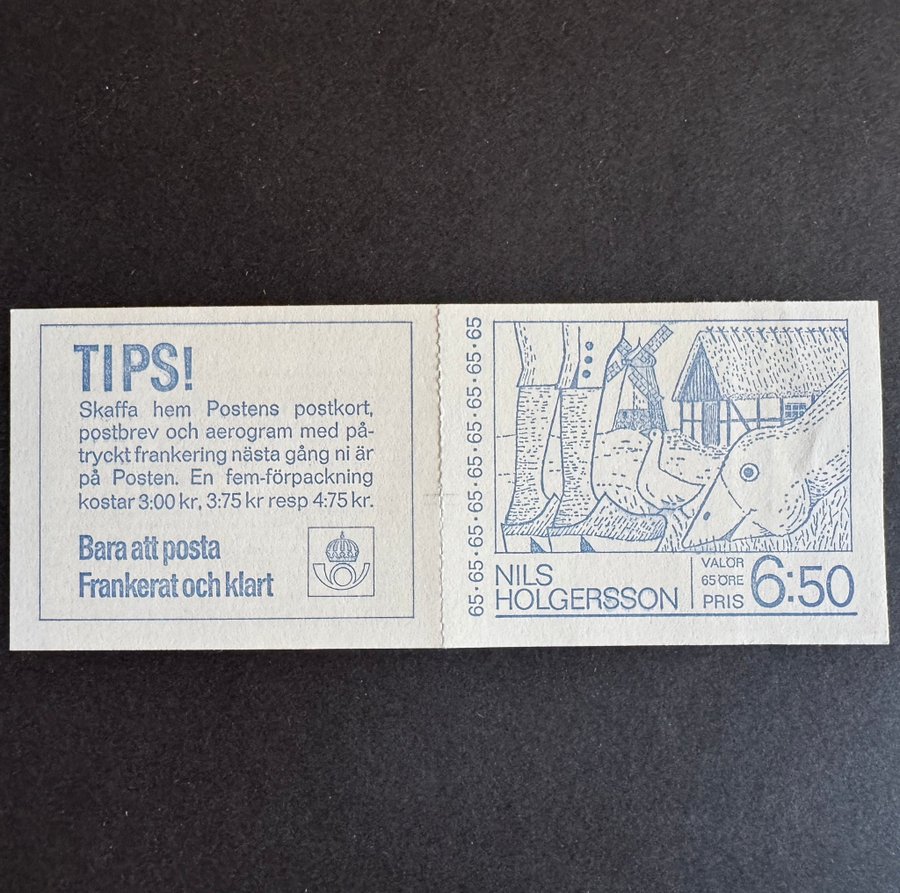 TIPS!
Skaffa hem Postens postkort,
postbrev och aerogram med på-
tryckt frankering nästa gång ni är
på Posten. En fem-förpackning
kostar 3:00 kr, 3:75 kr resp 4:75 kr.
Bara att posta
Frankerat och klart
65·65·65·65·65·65·65·65
NILS
HOLGERSSON
VALÖR
65 ÖRE
PRIS 6:50